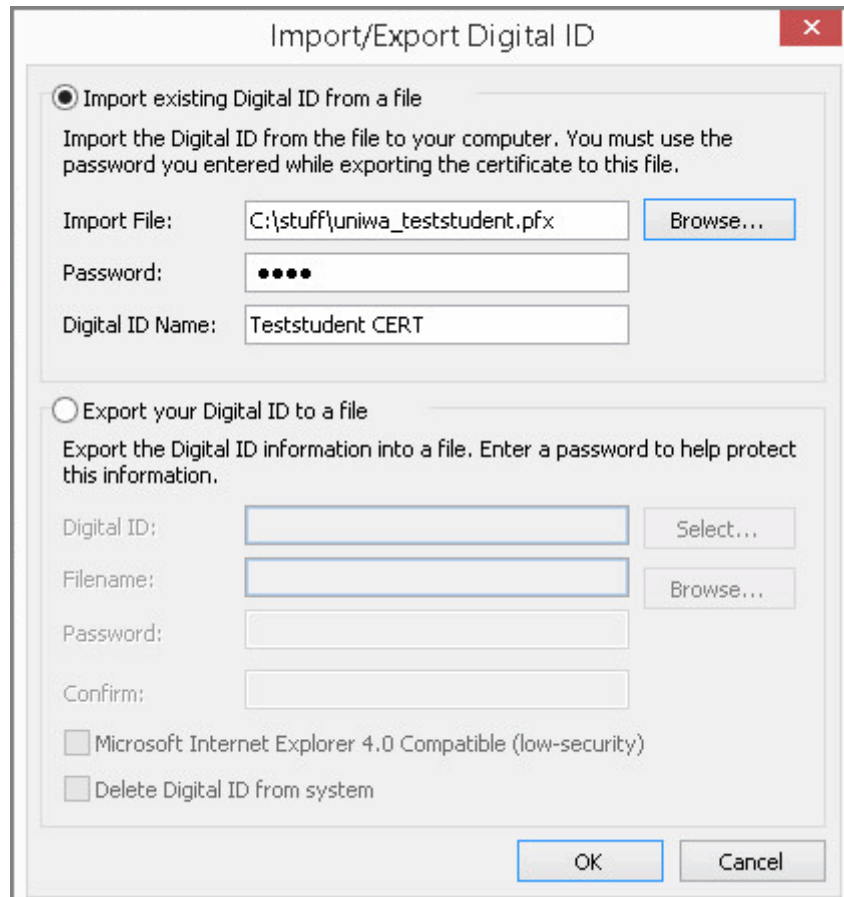 Import/Export Digital ID
Import existing Digital ID from a file
Import the Digital ID from the file to your computer. You must use the
password you entered while exporting the certificate to this file.
Import File: C:\stuff\uniwa_teststudent.pfx Browse...
Password: ●●●●
Digital ID Name: Teststudent CERT
Export your Digital ID to a file
Export the Digital ID information into a file. Enter a password to help protect
this information.
Digital ID: Select...
Filename: Browse...
Password:
Confirm:
Microsoft Internet Explorer 4.0 Compatible (low-security)
Delete Digital ID from system
OK Cancel